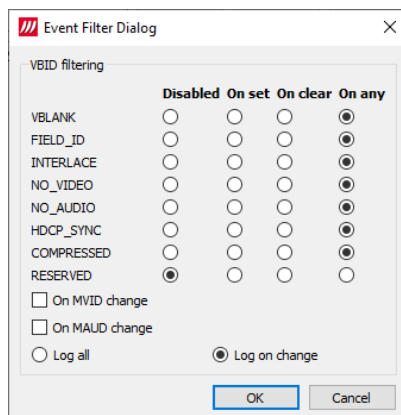 Event Filter Dialog
VBID filtering
Disabled On set On clear On any
VBLANK
FIELD_ID
INTERLACE
NO_VIDEO
NO_AUDIO
HDCP_SYNC
COMPRESSED
RESERVED
On MVID change
On MAUD change
Log all Log on change
OK Cancel